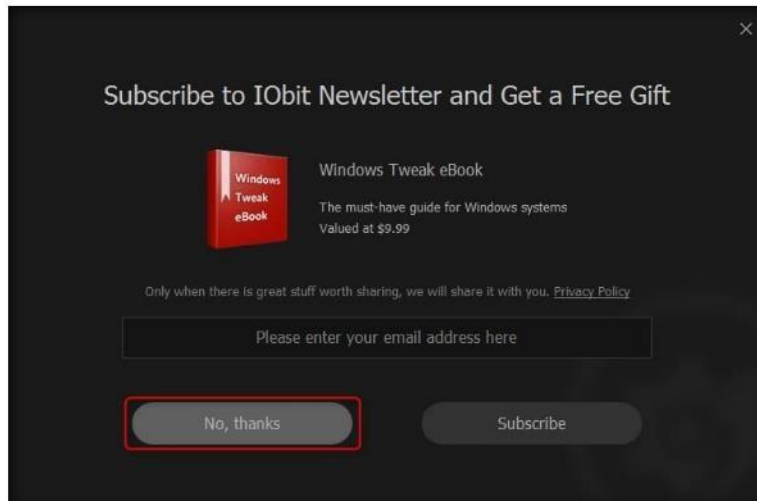 Subscribe to IObit Newsletter and Get a Free Gift
Windows
Tweak
eBook
Windows Tweak eBook
The must-have guide for Windows systems
Valued at $9.99
Only when there is great stuff worth sharing, we will share it with you. Privacy Policy
Please enter your email address here
No, thanks
Subscribe